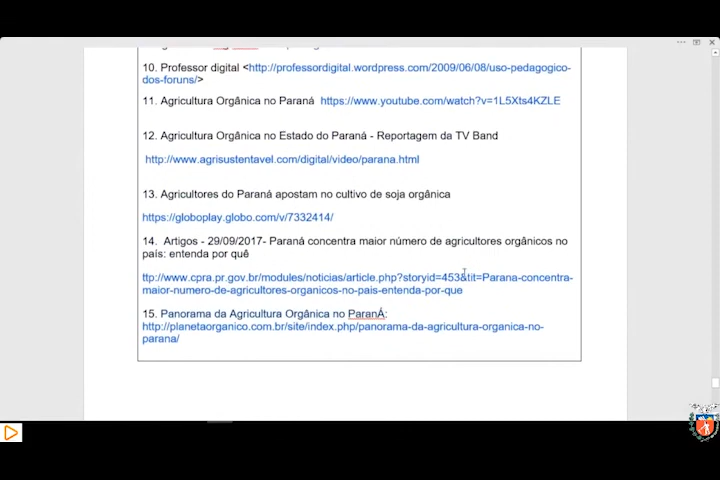 10. Professor digital <http://professordigital.wordpress.com/2009/06/08/uso-pedagogico-
dos-foruns/>
11. Agricultura Orgânica no Paraná  https://www.youtube.com/watch?v=1L5Xts4KZLE
12. Agricultura Orgânica no Estado do Paraná - Reportagem da TV Band
http://www.agrisustentavel.com/digital/video/parana.html
13. Agricultores do Paraná apostam no cultivo de soja orgânica
https://globoplay.globo.com/v/7332414/
14.  Artigos - 29/09/2017- Paraná concentra maior número de agricultores orgânicos no
país: entenda por quê
ttp://www.cpra.pr.gov.br/modules/noticias/article.php?storyid=453&tit=Parana-concentra-
maior-numero-de-agricultores-organicos-no-pais-entenda-por-que
15. Panorama da Agricultura Orgânica no ParanÁ:
http://planetaorganico.com.br/site/index.php/panorama-da-agricultura-organica-no-
parana/